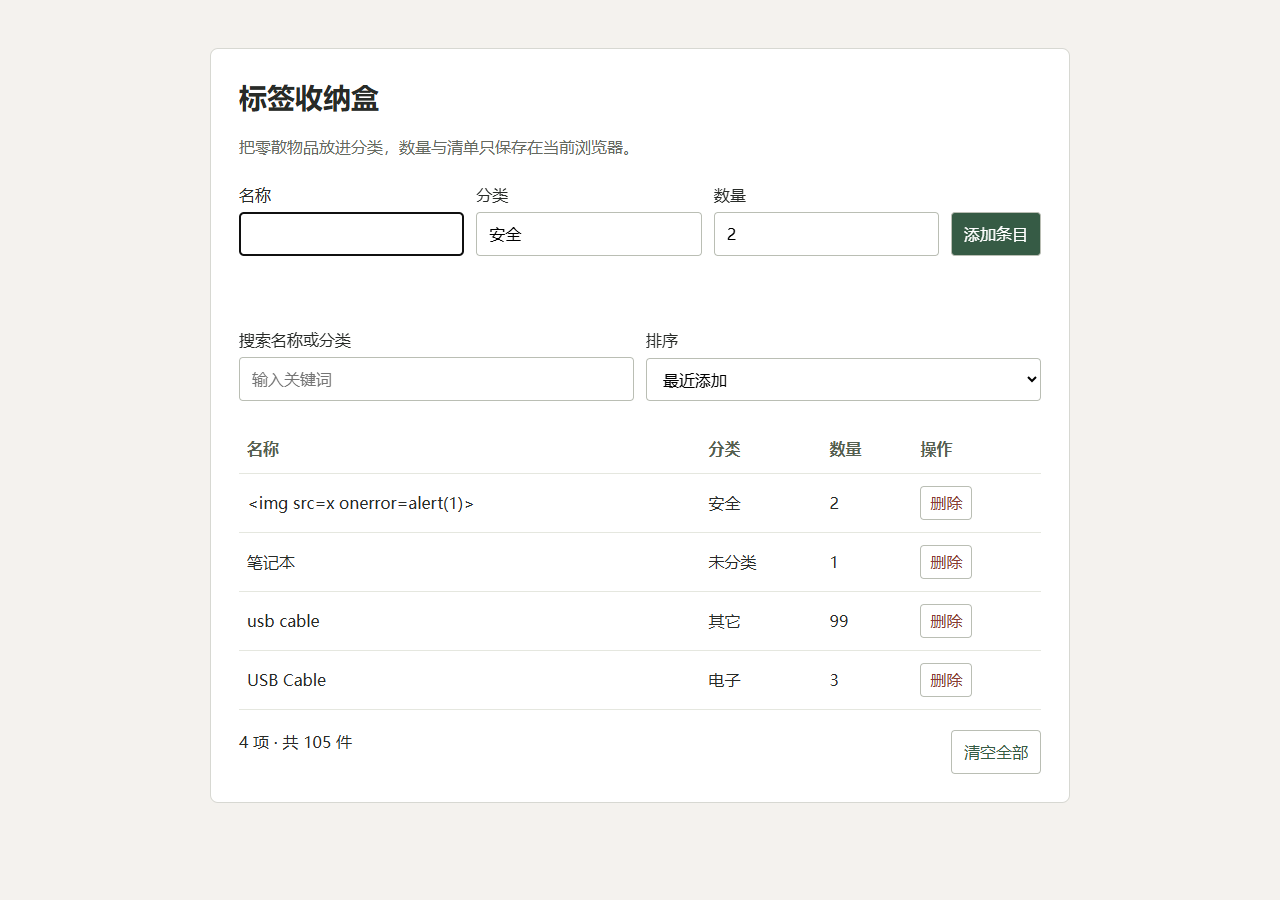 标签收纳盒
把零散物品放进分类，数量与清单只保存在当前浏览器。
名称 分类 数量
安全 2 添加条目
搜索名称或分类 排序
输入关键词 最近添加
名称 分类 数量 操作
<img src=x onerror=alert(1)> 安全 2 删除
笔记本 未分类 1 删除
usb cable 其它 99 删除
USB Cable 电子 3 删除
4 项 · 共 105 件 清空全部